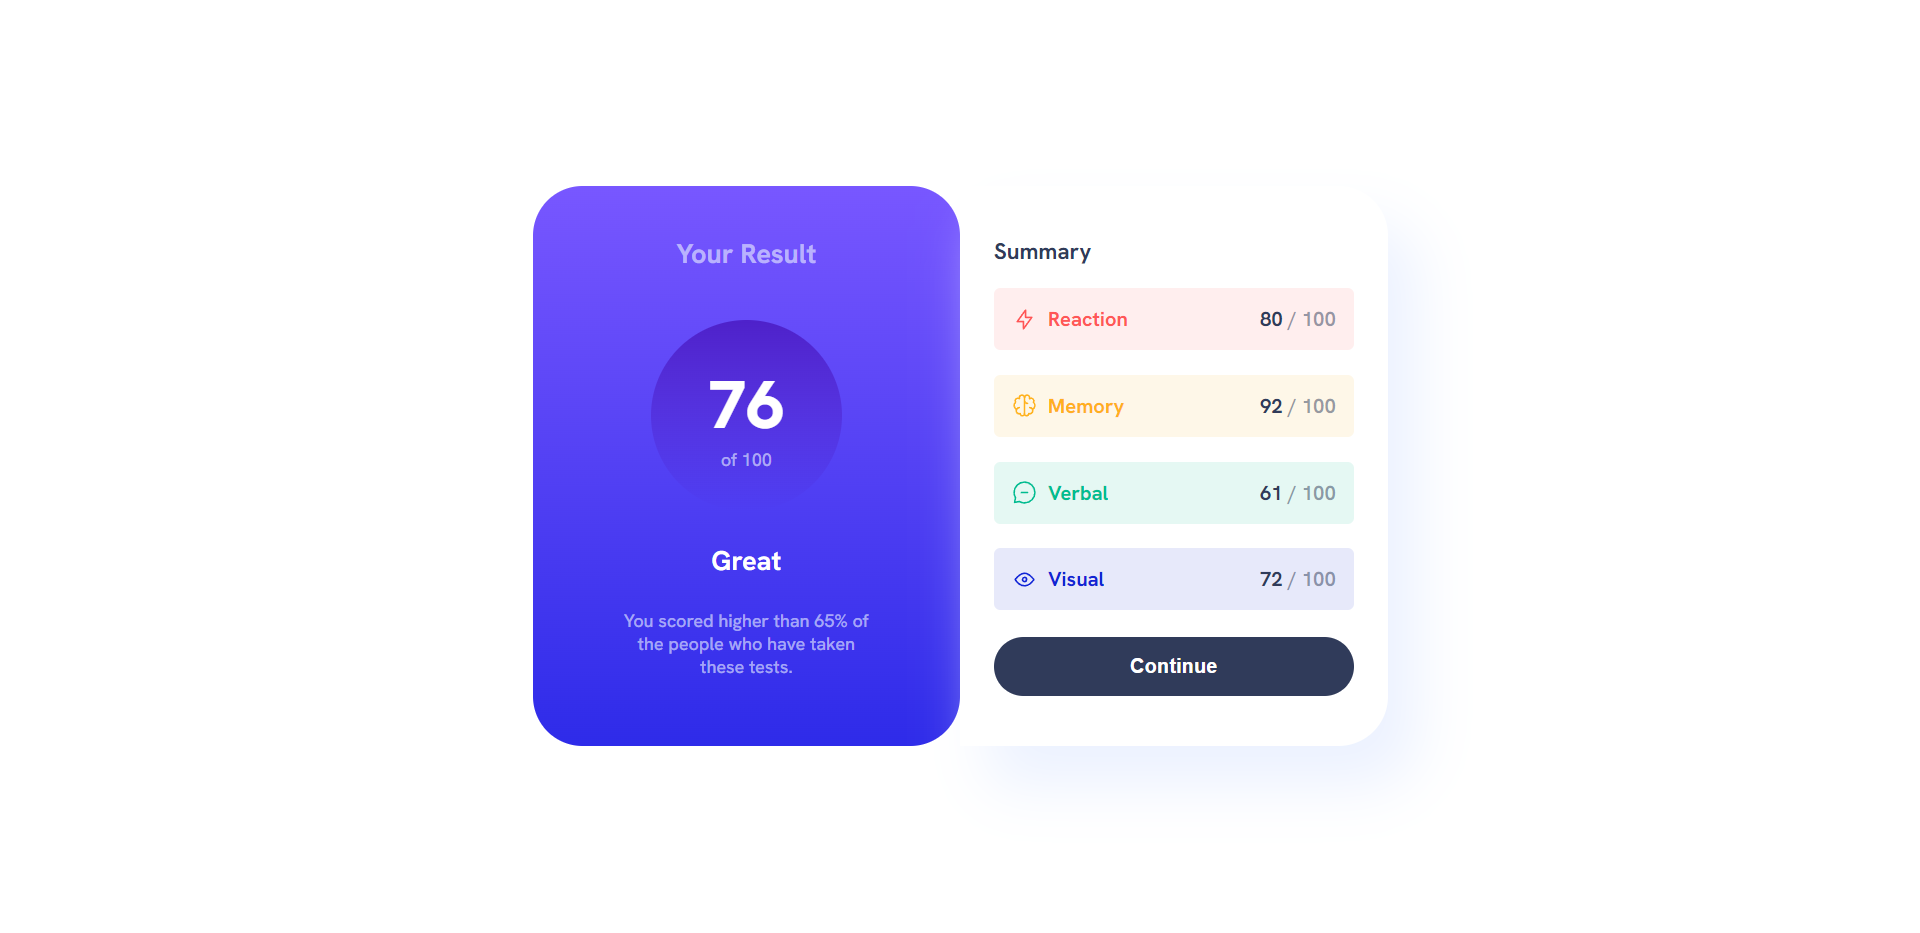 Your Result
76
of 100
Great
You scored higher than 65% of
the people who have taken
these tests.
Summary
Reaction 80 / 100
Memory 92 / 100
Verbal 61 / 100
Visual 72 / 100
Continue